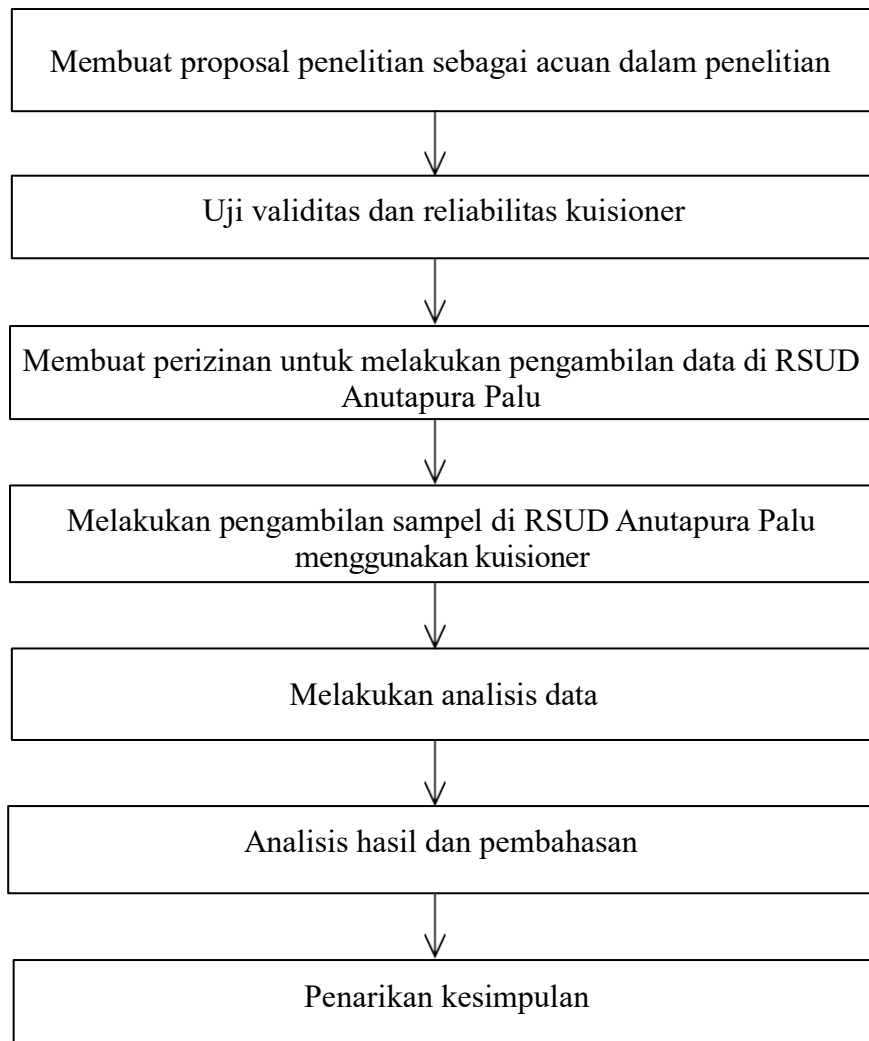 Membuat proposal penelitian sebagai acuan dalam penelitian
Uji validitas dan reliabilitas kuisioner
Membuat perizinan untuk melakukan pengambilan data di RSUD
Anutapura Palu
Melakukan pengambilan sampel di RSUD Anutapura Palu
menggunakan kuisioner
Melakukan analisis data
Analisis hasil dan pembahasan
Penarikan kesimpulan